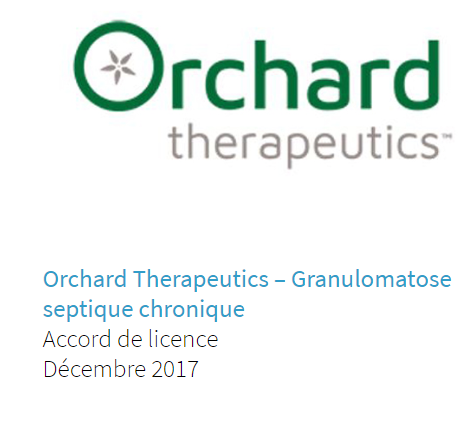 Orchard
therapeutics™
Orchard Therapeutics – Granulomatose
septique chronique
Accord de licence
Décembre 2017